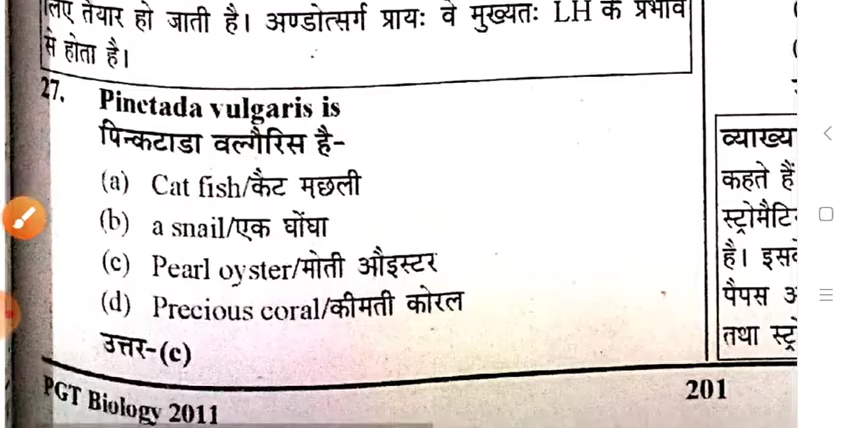 लिए तैयार हो जाती है। अण्डोत्सर्ग प्रायः वे मुख्यतः LH के प्रभाव
से होता है।
27. Pinctada vulgaris is
पिन्कटाडा वल्गैरिस है-
(a) Cat fish/कैट मछली
(b) a snail/एक घोंघा
(c) Pearl oyster/मोती औइस्टर
(d) Precious coral/कीमती कोरल
उत्तर-(c)
PGT Biology 2011
201
व्याख्य
कहते हैं
स्ट्रोमैटि
है। इसक
पैपस अ
तथा स्ट्र